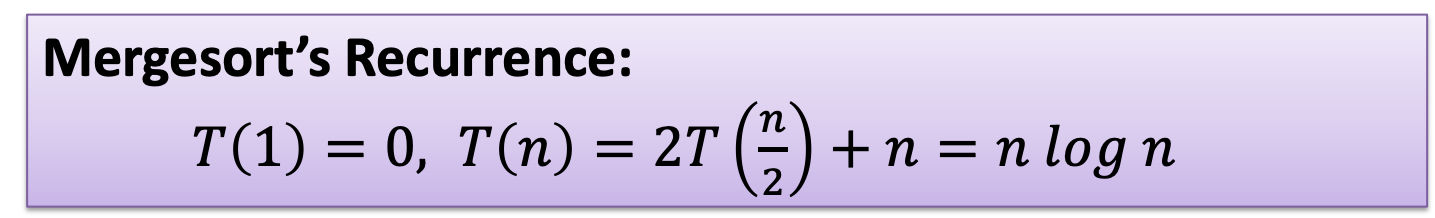 Mergesort’s Recurrence:
T(1) = 0, T(n) = 2T(n/2) + n = n log n